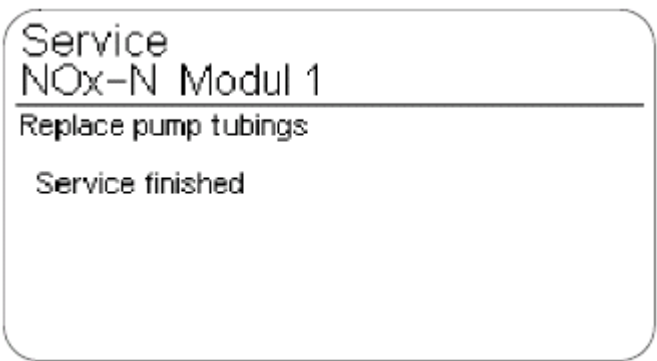 Service
NOx-N Modul 1
Replace pump tubings
Service finished